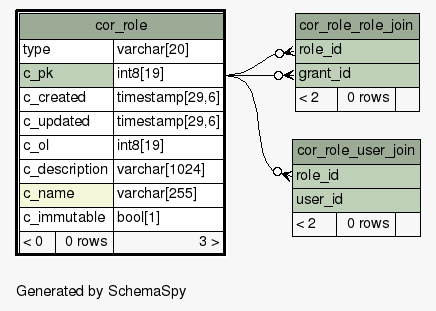 cor_role
type varchar[20]
c_pk int8[19]
c_created timestamp[29,6]
c_updated timestamp[29,6]
c_ol int8[19]
c_description varchar[1024]
c_name varchar[255]
c_immutable bool[1]
< 0 0 rows 3 >
cor_role_role_join
role_id
grant_id
< 2 0 rows
cor_role_user_join
role_id
user_id
< 2 0 rows
Generated by SchemaSpy